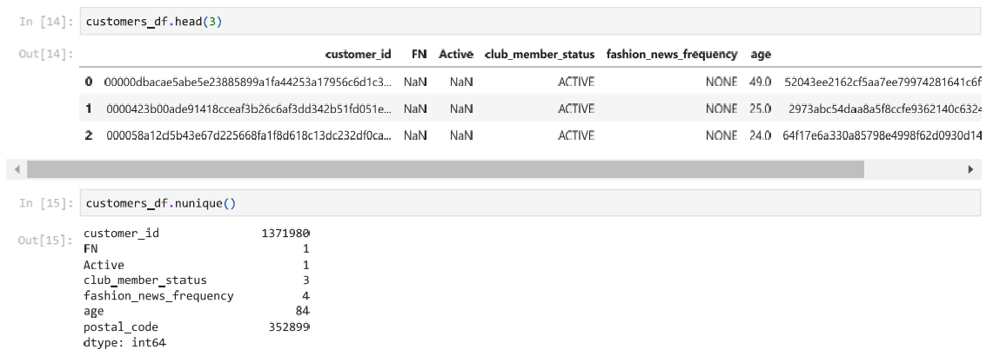 In [14]: customers_df.head(3)
Out[14]: customer_id FN Active club_member_status fashion_news_frequency age
0 00000dbacae5abe5e23885899a1fa44253a17956c6d1c3... NaN NaN ACTIVE NONE 49.0 52043ee2162cf5aa7ee79974281641c6f
1 0000423b00ade91418cceaf3b26c6af3dd342b51fd051e... NaN NaN ACTIVE NONE 25.0 2973abc54daa8a5f8ccfe9362140c6324
2 000058a12d5b43e67d225668fa1f8d618c13dc232df0ca... NaN NaN ACTIVE NONE 24.0 64f17e6a330a85798e4998f62d0930d14
In [15]: customers_df.nunique()
Out[15]: customer_id 1371980
FN 1
Active 1
club_member_status 3
fashion_news_frequency 4
age 84
postal_code 352899
dtype: int64